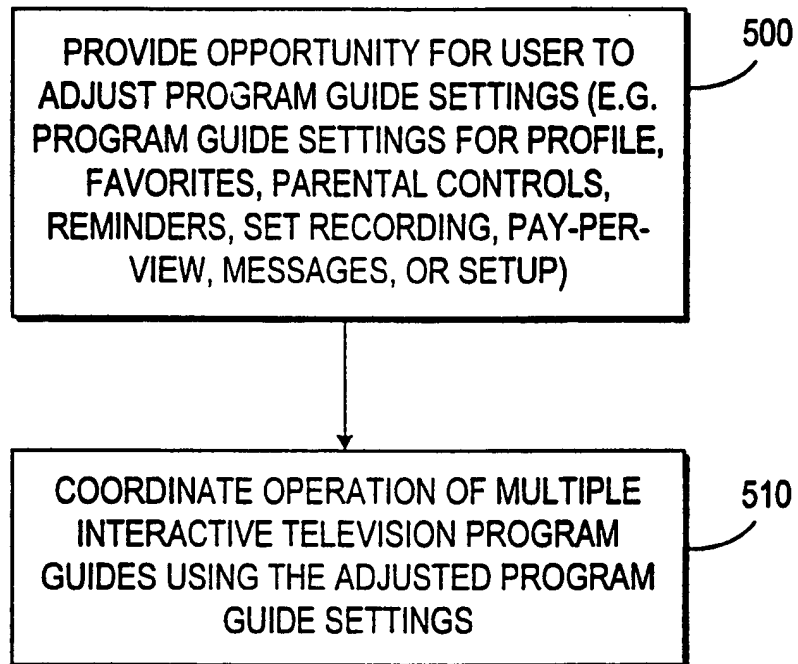 PROVIDE OPPORTUNITY FOR USER TO
ADJUST PROGRAM GUIDE SETTINGS (E.G.
PROGRAM GUIDE SETTINGS FOR PROFILE,
FAVORITES, PARENTAL CONTROLS,
REMINDERS, SET RECORDING, PAY-PER-
VIEW, MESSAGES, OR SETUP)
500
COORDINATE OPERATION OF MULTIPLE
INTERACTIVE TELEVISION PROGRAM
GUIDES USING THE ADJUSTED PROGRAM
GUIDE SETTINGS
510